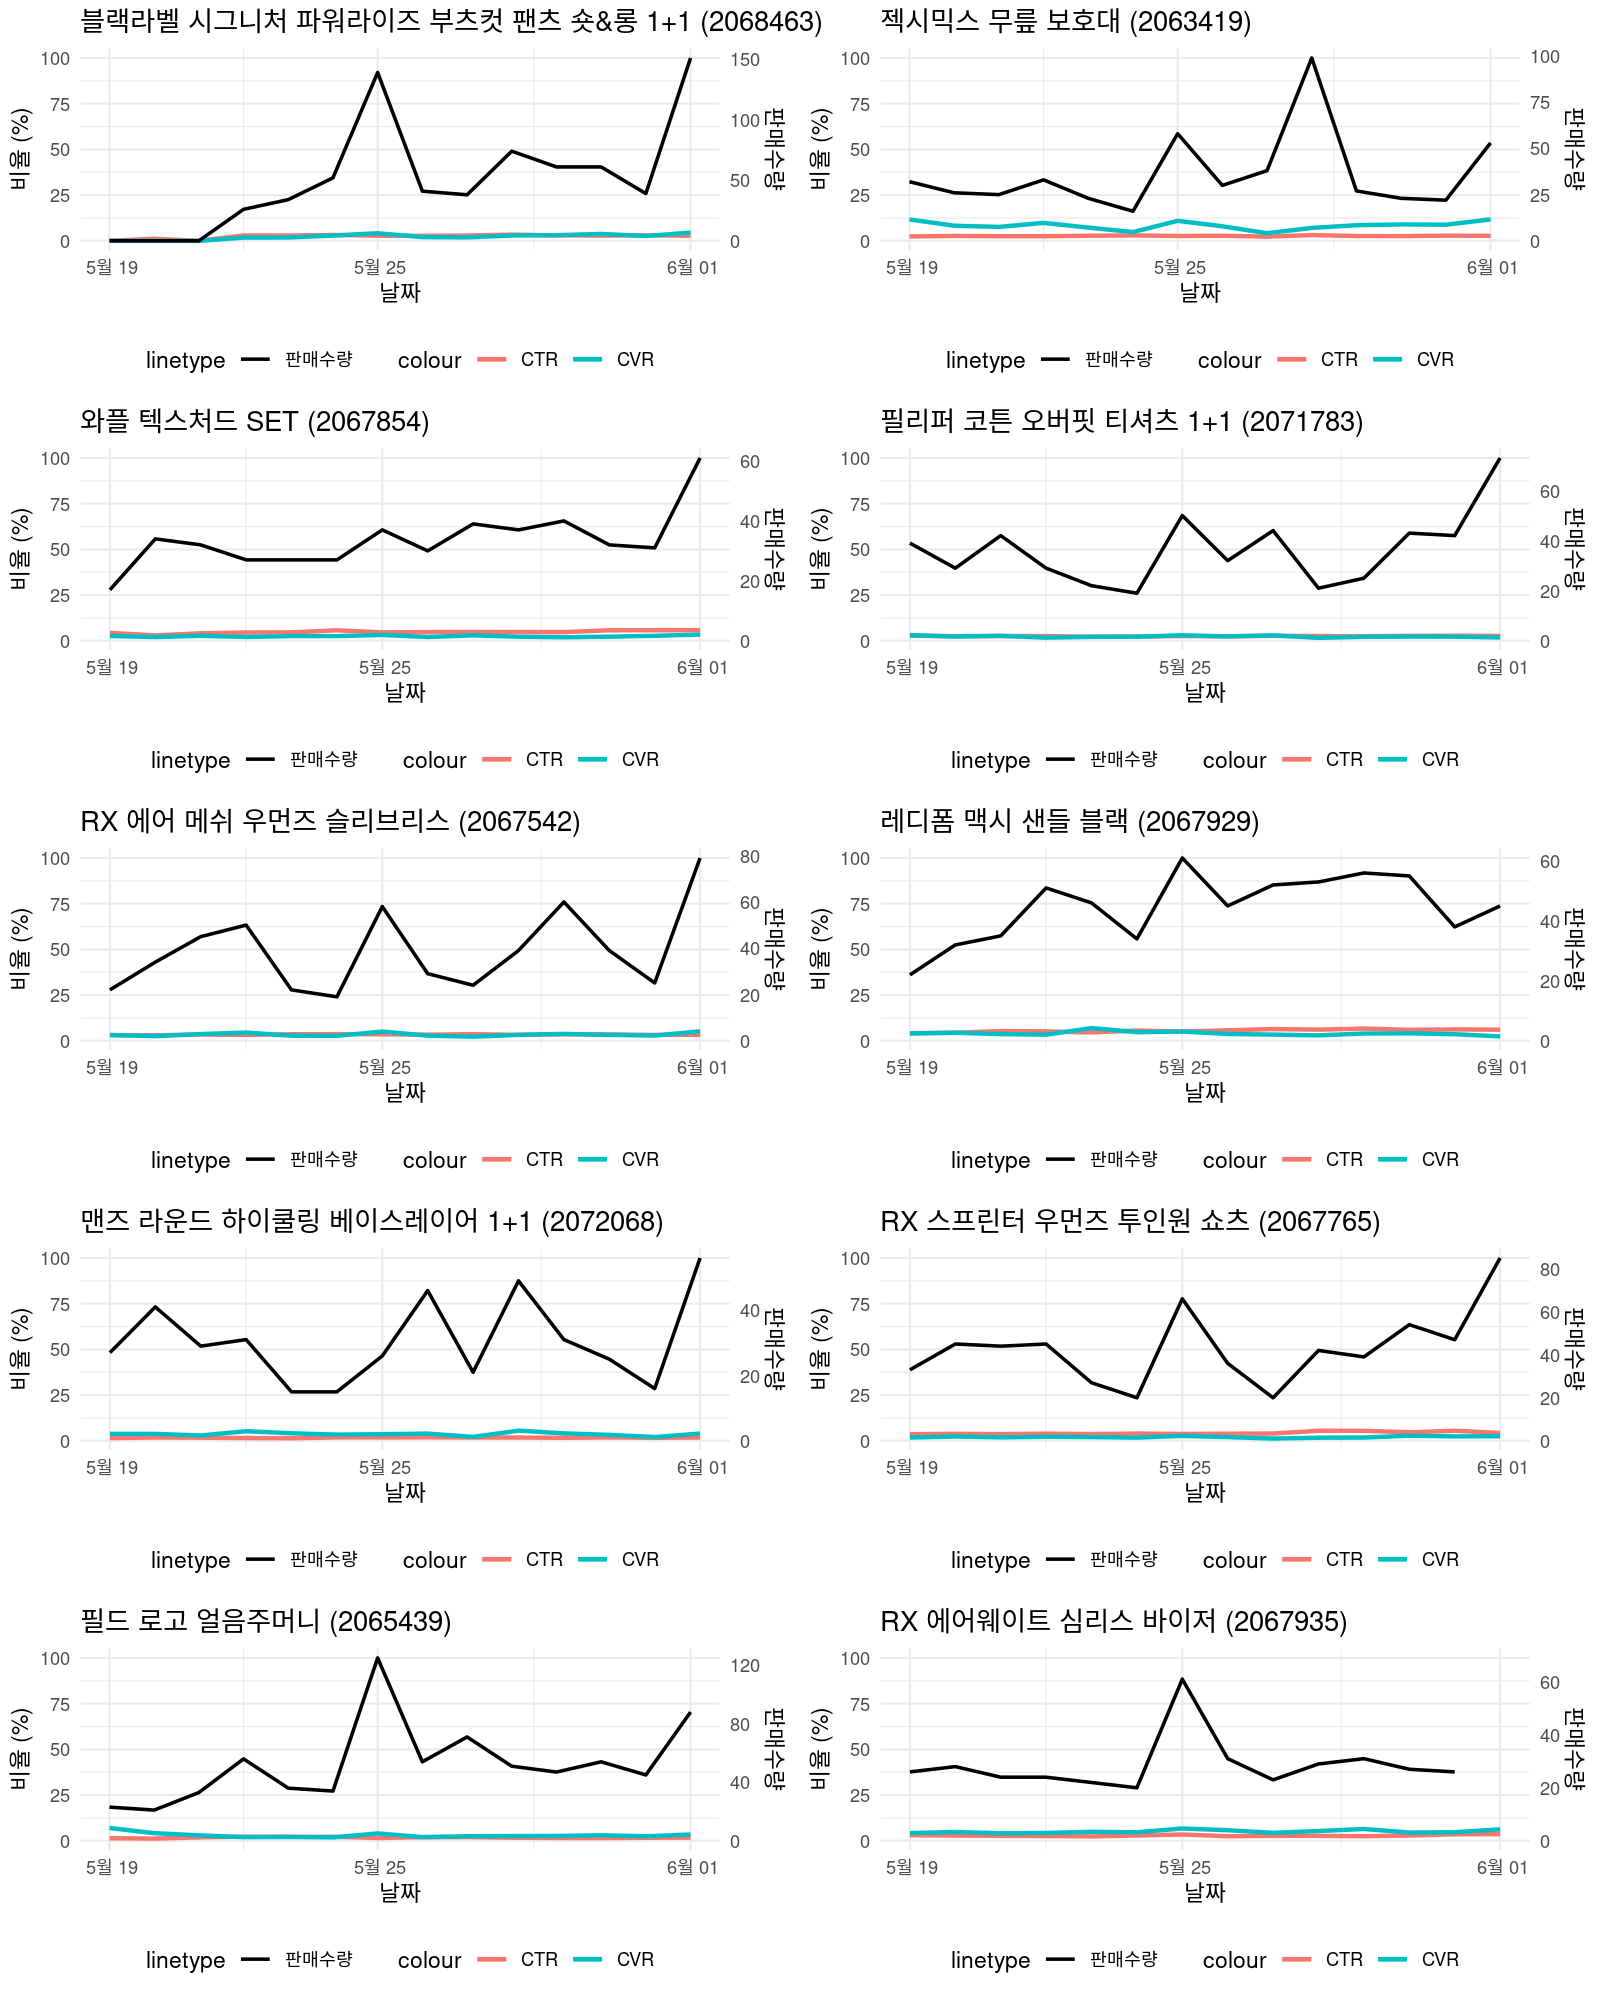 블랙라벨 시그니처 파워라이즈 부츠컷 팬츠 숏&롱 1+1 (2068463)
100
75
50
25
0
150
100
50
0
비율 (%)
판매수량
5월 19
5월 25
6월 01
날짜
linetype 판매수량 colour CTR CVR
젝시믹스 무릎 보호대 (2063419)
100
75
50
25
0
100
75
50
25
0
비율 (%)
판매수량
5월 19
5월 25
6월 01
날짜
linetype 판매수량 colour CTR CVR
와플 텍스처드 SET (2067854)
100
75
50
25
0
60
40
20
0
비율 (%)
판매수량
5월 19
5월 25
6월 01
날짜
linetype 판매수량 colour CTR CVR
필리퍼 코튼 오버핏 티셔츠 1+1 (2071783)
100
75
50
25
0
60
40
20
0
비율 (%)
판매수량
5월 19
5월 25
6월 01
날짜
linetype 판매수량 colour CTR CVR
RX 에어 메쉬 우먼즈 슬리브리스 (2067542)
100
75
50
25
0
80
60
40
20
0
비율 (%)
판매수량
5월 19
5월 25
6월 01
날짜
linetype 판매수량 colour CTR CVR
레디폼 맥시 샌들 블랙 (2067929)
100
75
50
25
0
60
40
20
0
비율 (%)
판매수량
5월 19
5월 25
6월 01
날짜
linetype 판매수량 colour CTR CVR
맨즈 라운드 하이쿨링 베이스레이어 1+1 (2072068)
100
75
50
25
0
40
20
0
비율 (%)
판매수량
5월 19
5월 25
6월 01
날짜
linetype 판매수량 colour CTR CVR
RX 스프린터 우먼즈 투인원 쇼츠 (2067765)
100
75
50
25
0
80
60
40
20
0
비율 (%)
판매수량
5월 19
5월 25
6월 01
날짜
linetype 판매수량 colour CTR CVR
필드 로고 얼음주머니 (2065439)
100
75
50
25
0
120
80
40
0
비율 (%)
판매수량
5월 19
5월 25
6월 01
날짜
linetype 판매수량 colour CTR CVR
RX 에어웨이트 심리스 바이저 (2067935)
100
75
50
25
0
60
40
20
0
비율 (%)
판매수량
5월 19
5월 25
6월 01
날짜
linetype 판매수량 colour CTR CVR